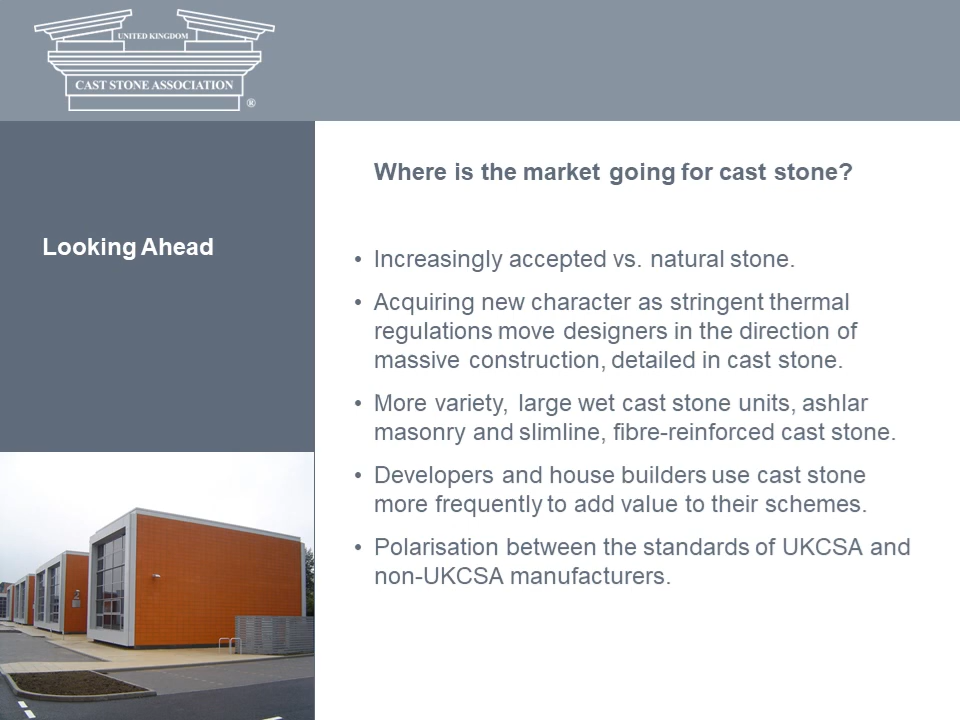 UNITED KINGDOM
CAST STONE ASSOCIATION
®
Looking Ahead
Where is the market going for cast stone?
• Increasingly accepted vs. natural stone.
• Acquiring new character as stringent thermal
regulations move designers in the direction of
massive construction, detailed in cast stone.
• More variety, large wet cast stone units, ashlar
masonry and slimline, fibre-reinforced cast stone.
• Developers and house builders use cast stone
more frequently to add value to their schemes.
• Polarisation between the standards of UKCSA and
non-UKCSA manufacturers.
2